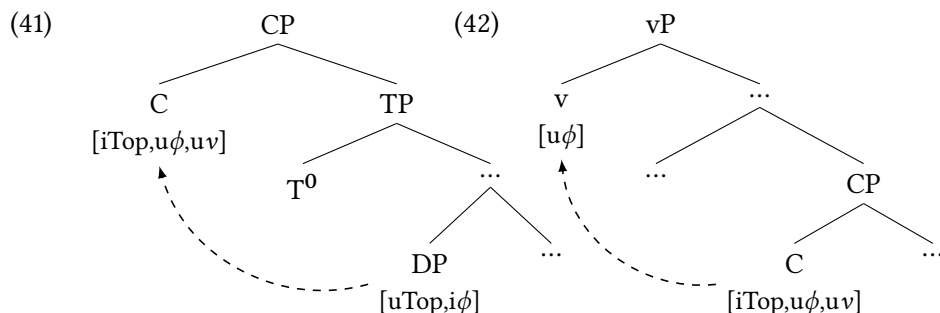 (41)
CP
C
TP
[iTop,uϕ,uv]
T⁰
...
DP
...
[uTop,iϕ]
(42)
vP
v
...
[uϕ]
...
CP
C
...
[iTop,uϕ,uv]